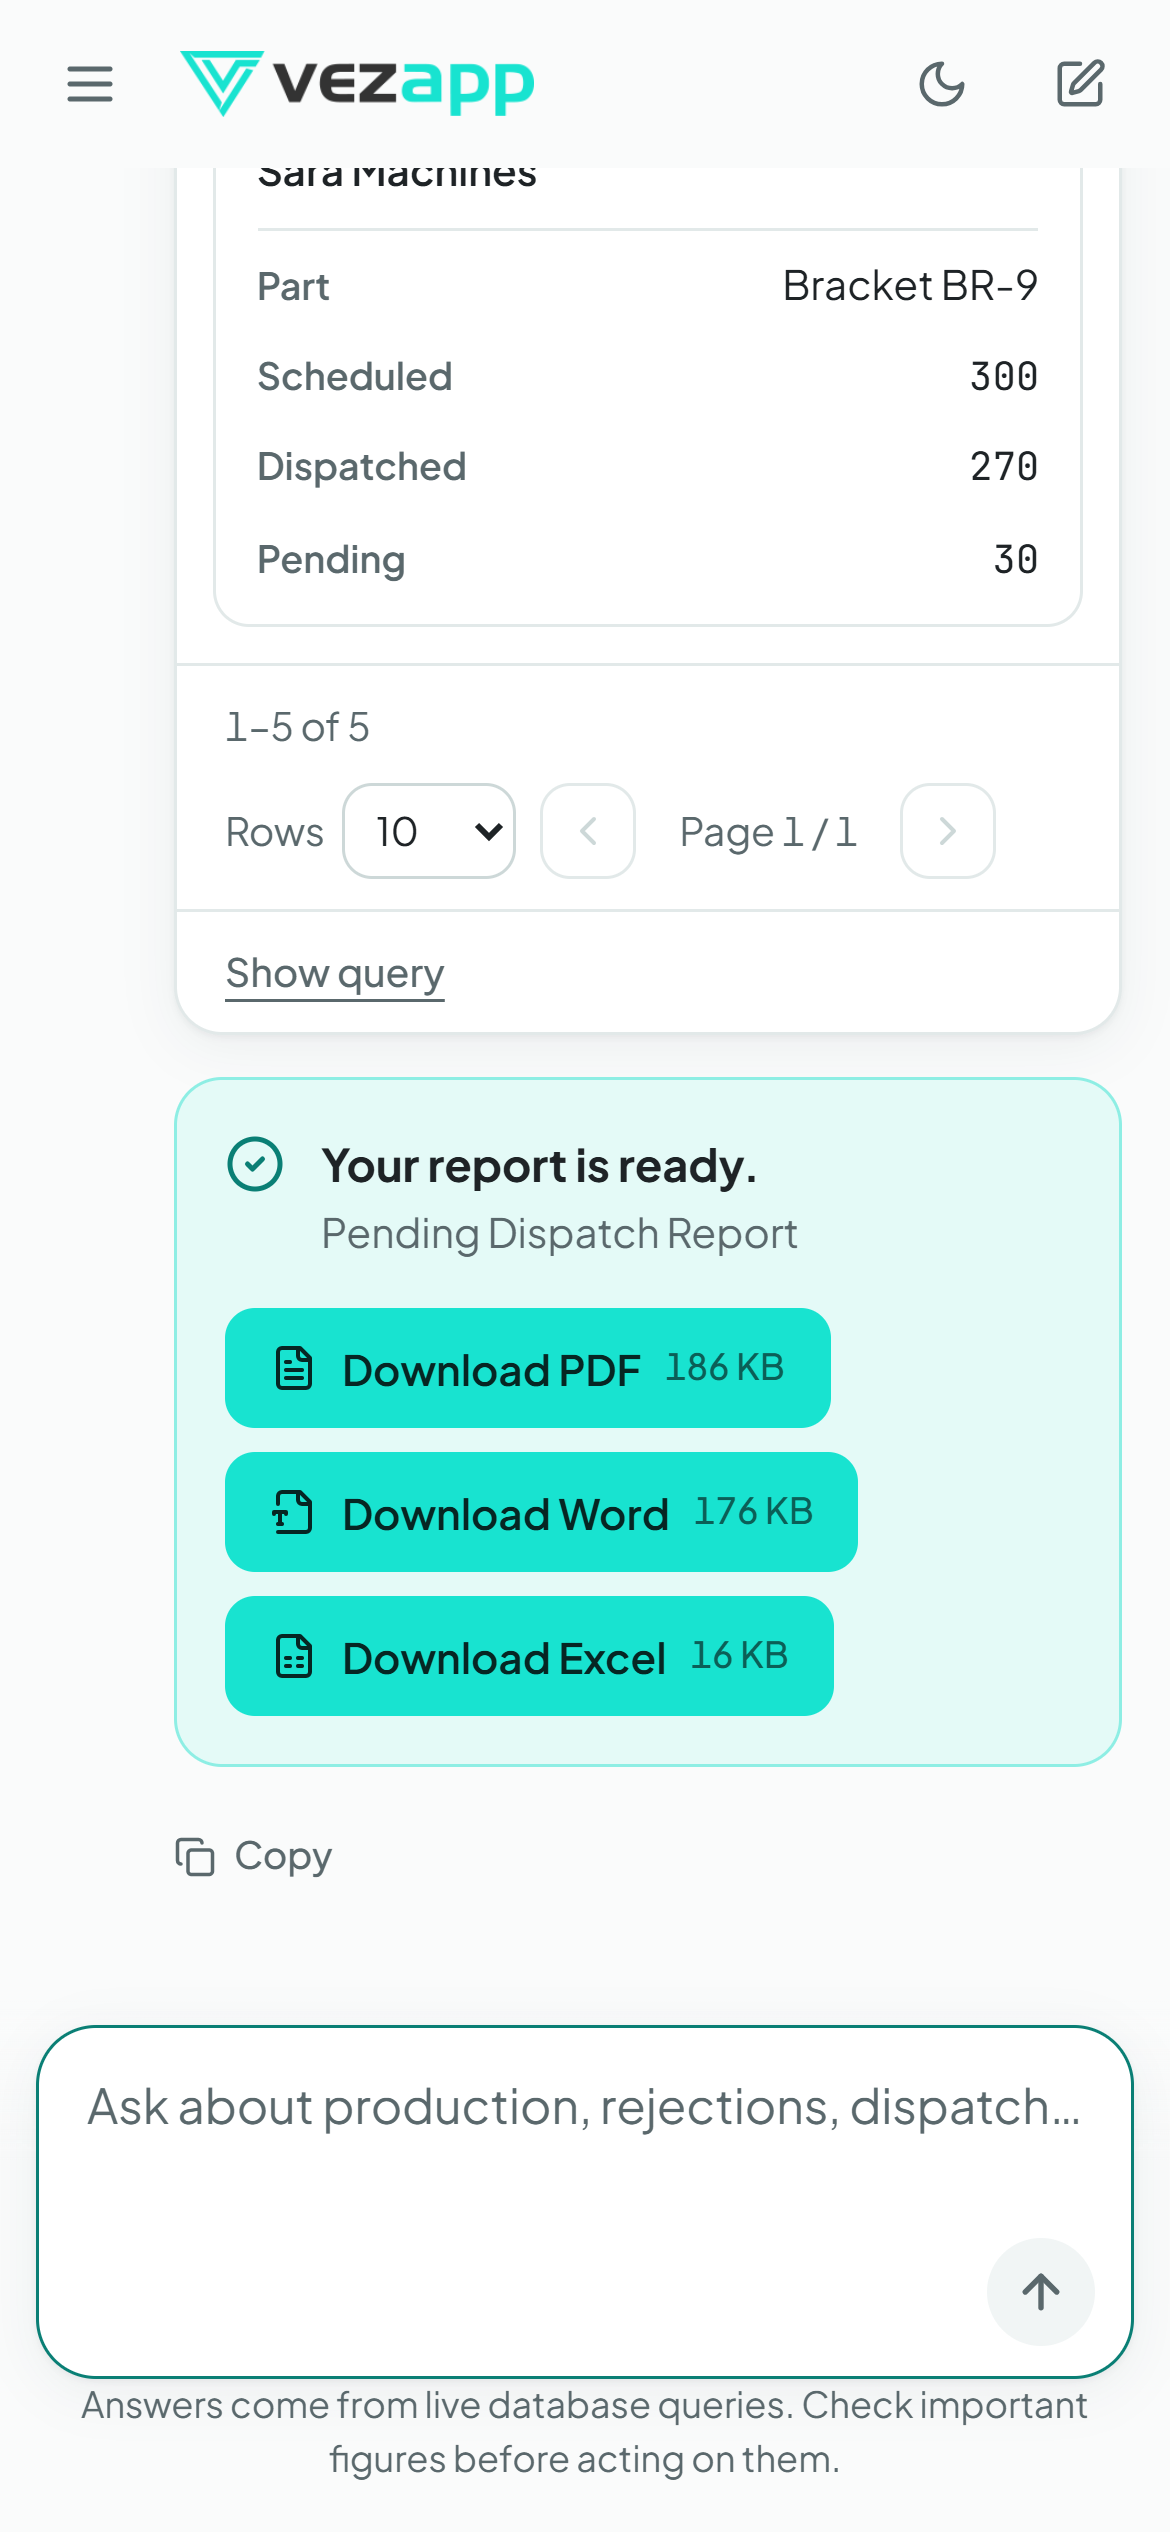 vezapp
Sara Machines
Part Bracket BR-9
Scheduled 300
Dispatched 270
Pending 30
1–5 of 5
Rows 10 Page 1 / 1
Show query
Your report is ready.
Pending Dispatch Report
Download PDF 186 KB
Download Word 176 KB
Download Excel 16 KB
Copy
Ask about production, rejections, dispatch...
Answers come from live database queries. Check important
figures before acting on them.